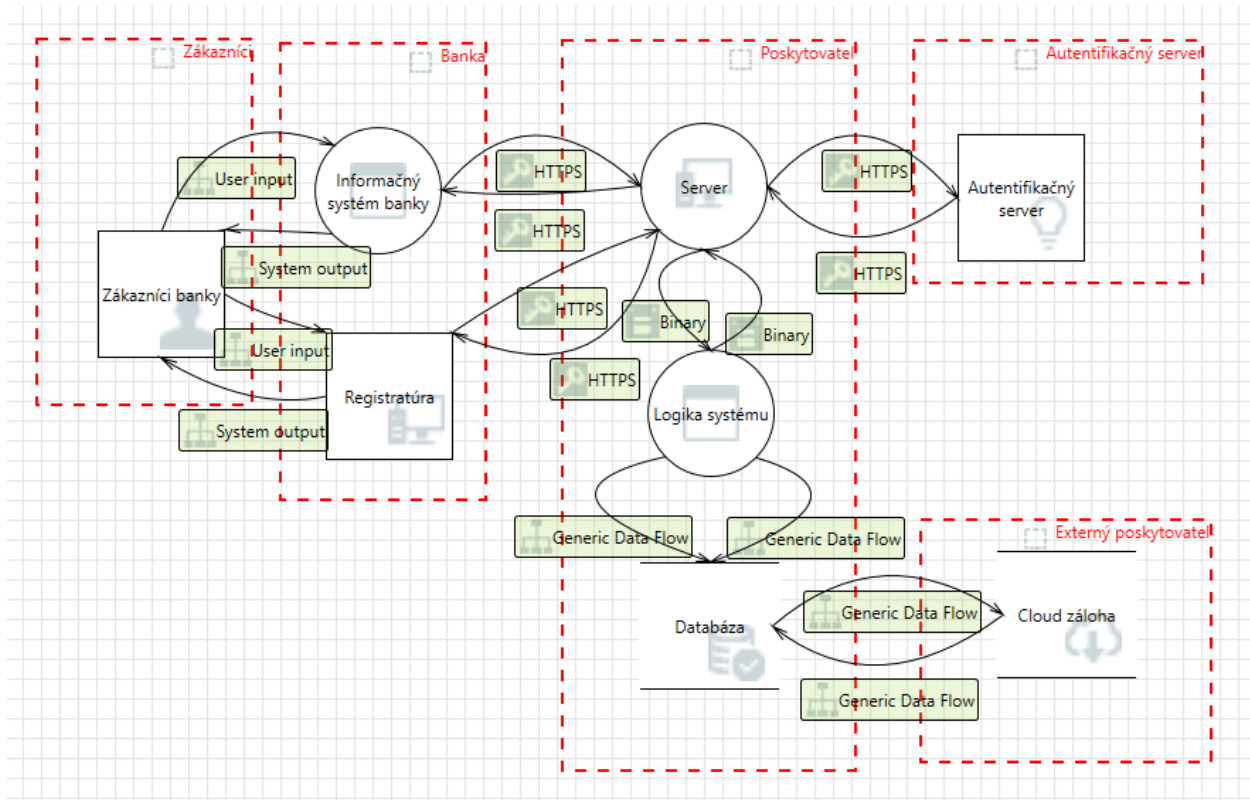 Zákazníci
Banka
Poskytovatel
Autentifikačný server
User input
Informačný
systém banky
HTTPS
Server
HTTPS
Autentifikačný
server
HTTPS
System output
HTTPS
Zákazníci banky
HTTPS
Binary
Binary
User input
HTTPS
Registratúra
Logika systému
System output
Generic Data Flow
Generic Data Flow
Externý poskytovatel
Databáza
Generic Data Flow
Cloud záloha
Generic Data Flow